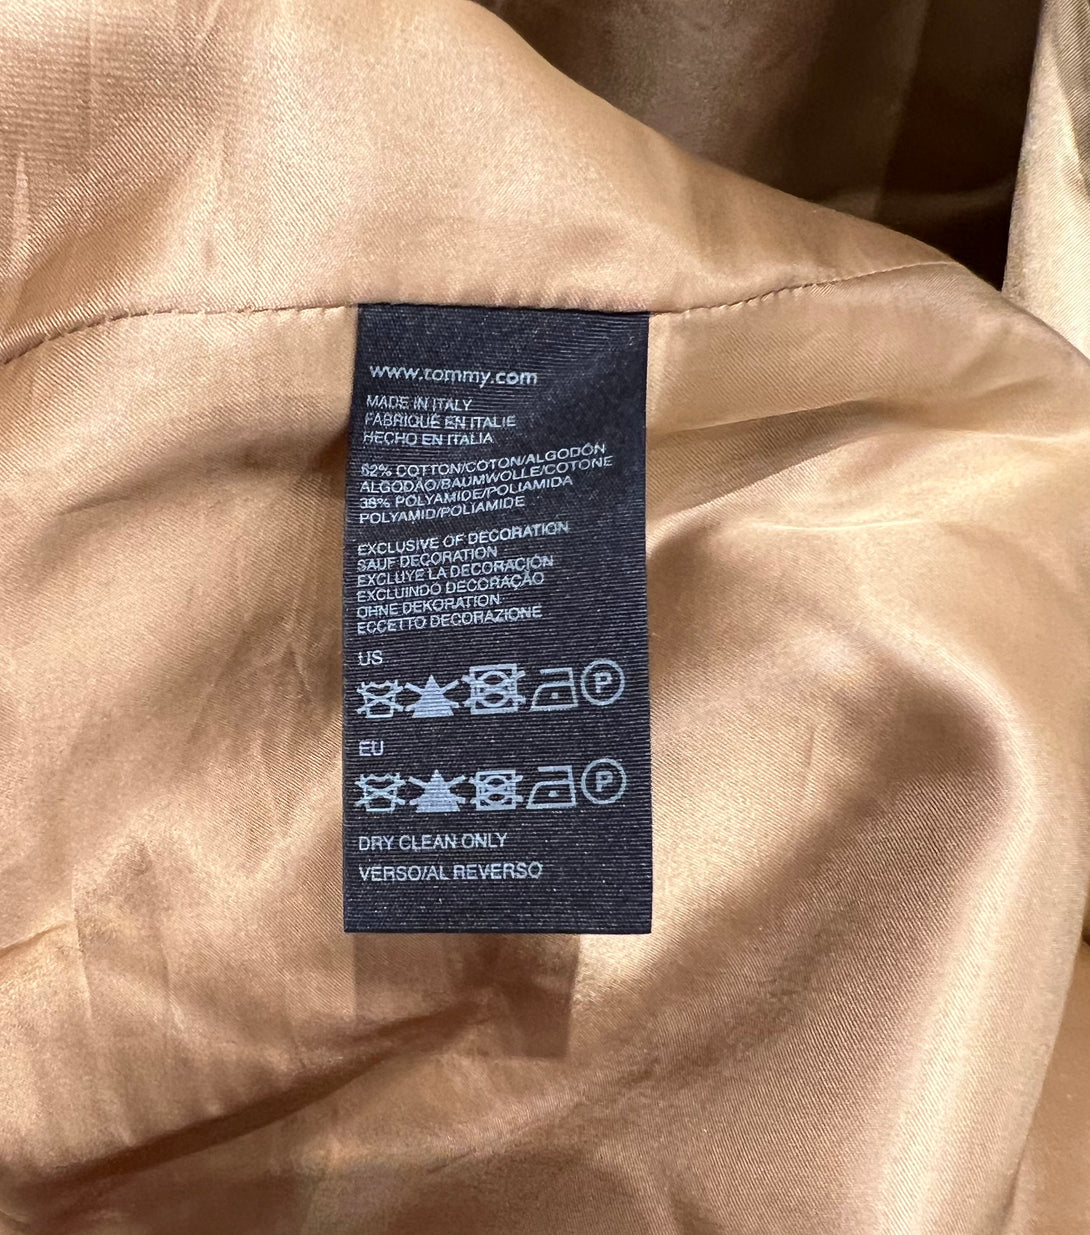 www.tommy.com
MADE IN ITALY
FABRIQUÉ EN ITALIE
HECHO EN ITALIA
62% COTTON/COTON/ALGODÓN
ALGODÃO/BAUMWOLLE/COTONE
38% POLYAMIDE/POLIAMIDA
POLYAMID/POLIAMIDE
EXCLUSIVE OF DECORATION
SAUF DECORATION
EXCLUYE LA DECORACIÓN
EXCLUINDO DECORAÇÃO
OHNE DEKORATION
ECCETTO DECORAZIONE
US
P
EU
P
DRY CLEAN ONLY
VERSO/AL REVERSO